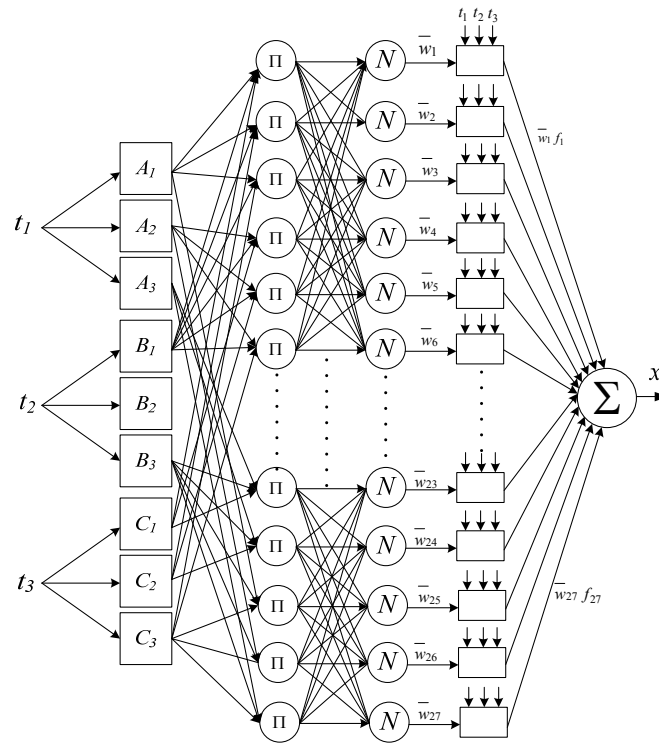 t1 t2 t3
Π N w̄1
Π N w̄2
w̄1 f1
A1 Π N w̄3
t1 A2 Π N w̄4
A3 Π N w̄5
B1 Π N w̄6
x
t2 B2 Σ
B3
Π N w̄23
C1
Π N w̄24
t3 C2
Π N w̄25 w̄27 f27
C3
Π N w̄26
Π N w̄27